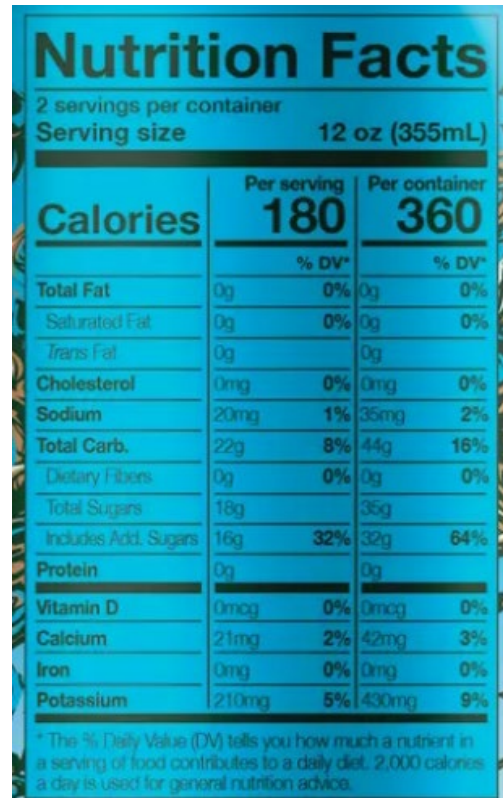 Nutrition Facts
2 servings per container
Serving size 12 oz (355mL)
Per serving Per container
Calories 180 360
% DV* % DV*
Total Fat 0g 0% 0g 0%
Saturated Fat 0g 0% 0g 0%
Trans Fat 0g 0g
Cholesterol 0mg 0% 0mg 0%
Sodium 20mg 1% 35mg 2%
Total Carb. 22g 8% 44g 16%
Dietary Fibers 0g 0% 0g 0%
Total Sugars 18g 35g
Includes Add. Sugars 16g 32% 32g 64%
Protein 0g 0g
Vitamin D 0mcg 0% 0mcg 0%
Calcium 21mg 2% 42mg 3%
Iron 0mg 0% 0mg 0%
Potassium 210mg 5% 430mg 9%
* The % Daily Value (DV) tells you how much a nutrient in
a serving of food contributes to a daily diet. 2,000 calories
a day is used for general nutrition advice.